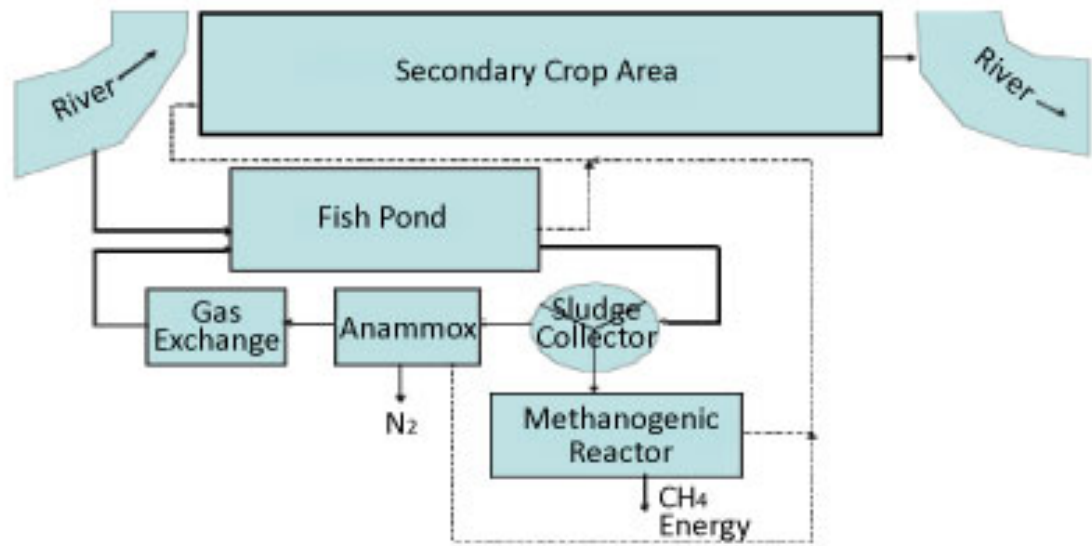 River
Secondary Crop Area
River
Fish Pond
Gas
Exchange
Anammox
Sludge
Collector
N₂
Methanogenic
Reactor
CH₄
Energy